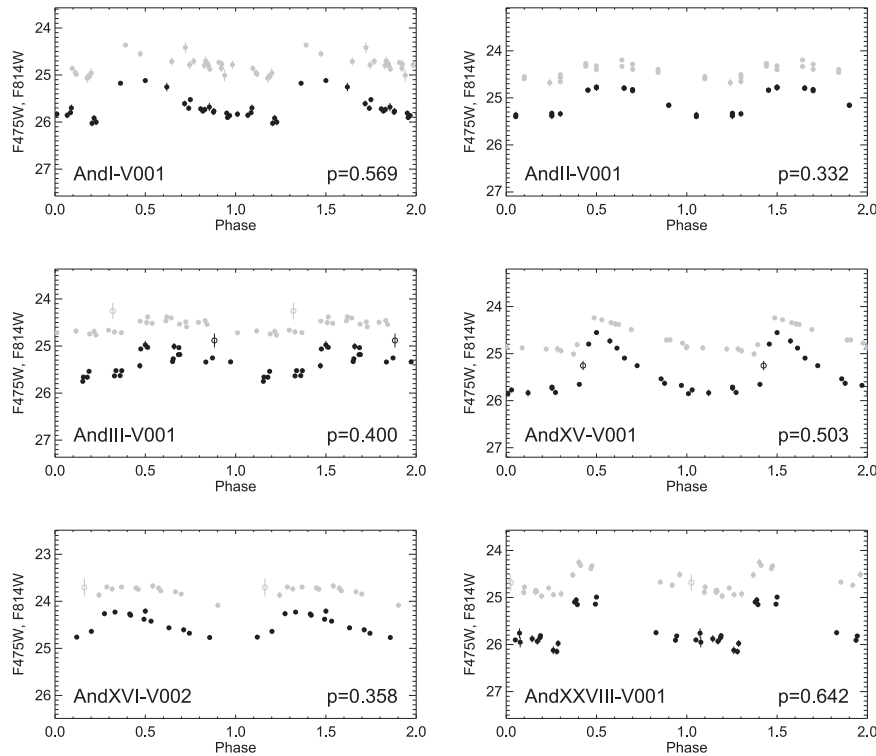 24
25
26
27
F475W, F814W
AndI-V001
p=0.569
0.0 0.5 1.0 1.5 2.0
Phase
24
25
26
27
F475W, F814W
AndII-V001
p=0.332
0.0 0.5 1.0 1.5 2.0
Phase
24
25
26
27
F475W, F814W
AndIII-V001
p=0.400
0.0 0.5 1.0 1.5 2.0
Phase
24
25
26
27
F475W, F814W
AndXV-V001
p=0.503
0.0 0.5 1.0 1.5 2.0
Phase
23
24
25
26
F475W, F814W
AndXVI-V002
p=0.358
0.0 0.5 1.0 1.5 2.0
Phase
24
25
26
27
F475W, F814W
AndXXVIII-V001
p=0.642
0.0 0.5 1.0 1.5 2.0
Phase